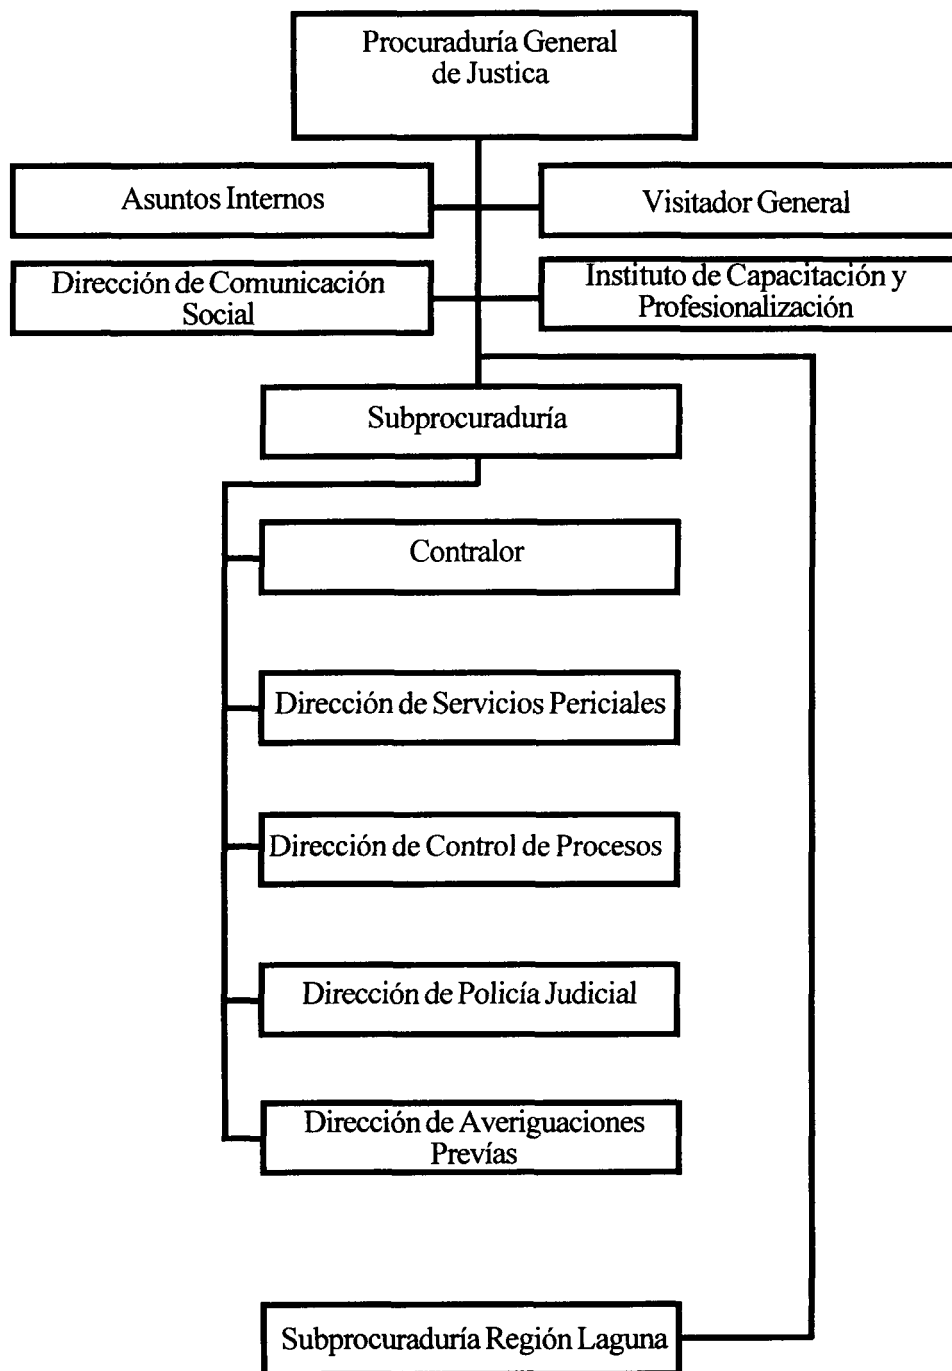 Procuraduría General
de Justica
Asuntos Internos
Visitador General
Dirección de Comunicación
Social
Instituto de Capacitación y
Profesionalización
Subprocuraduría
Contralor
Dirección de Servicios Periciales
Dirección de Control de Procesos
Dirección de Policía Judicial
Dirección de Averiguaciones
Prevías
Subprocuraduría Región Laguna